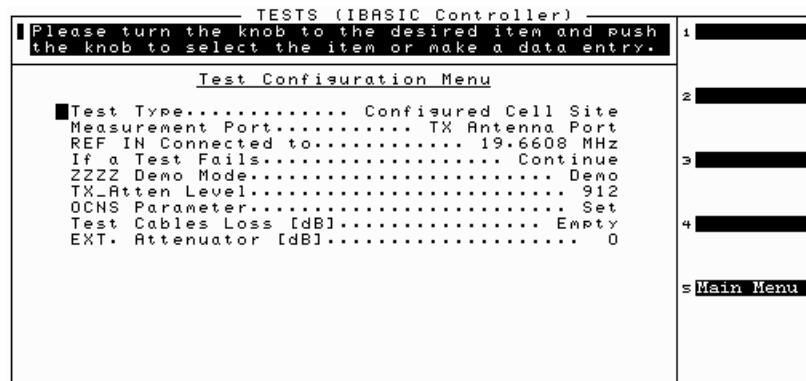 TESTS (IBASIC Controller)
Please turn the knob to the desired item and push
the knob to select the item or make a data entry.
Test Configuration Menu
Test Type.............. Configured Cell Site
Measurement Port............ TX Antenna Port
REF IN Connected to.............. 19.6608 MHz
If a Test Fails.................... Continue
ZZZZ Demo Mode......................... Demo
TX_Atten Level.......................... 912
OCNS Parameter.......................... Set
Test Cables Loss [dB]................. Empty
EXT. Attenuator [dB]..................... 0
1
2
3
4
5 Main Menu